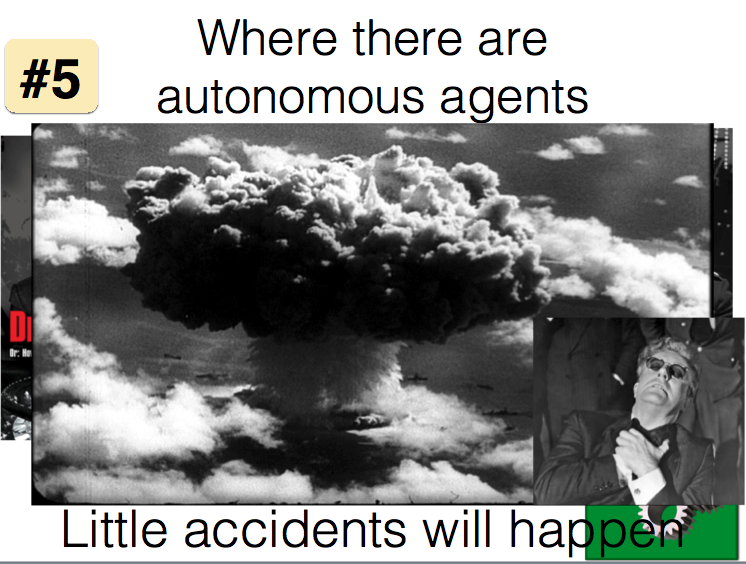 #5
Where there are
autonomous agents
Little accidents will happen